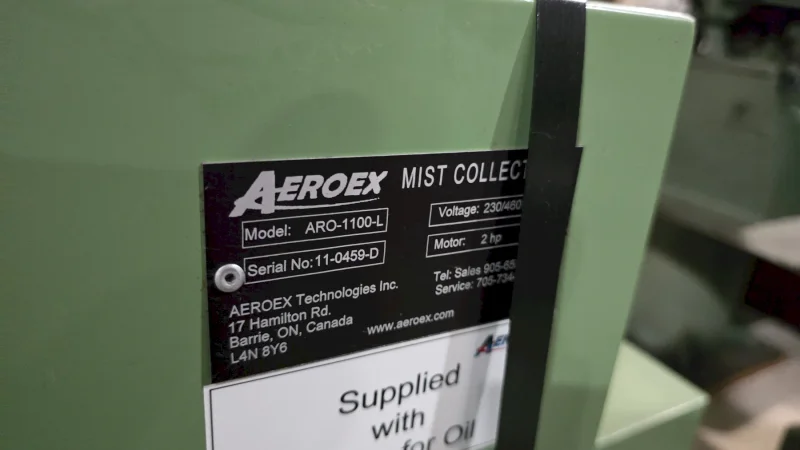 AEROEX MIST COLLECT
Model: ARO-1100-L
Voltage: 230/460
Serial No: 11-0459-D
Motor: 2 hp
AEROEX Technologies Inc.
17 Hamilton Rd.
Barrie, ON, Canada
L4N 8Y6
Tel: Sales 905-65
Service: 705-734
www.aeroex.com
Supplied
with
for Oil